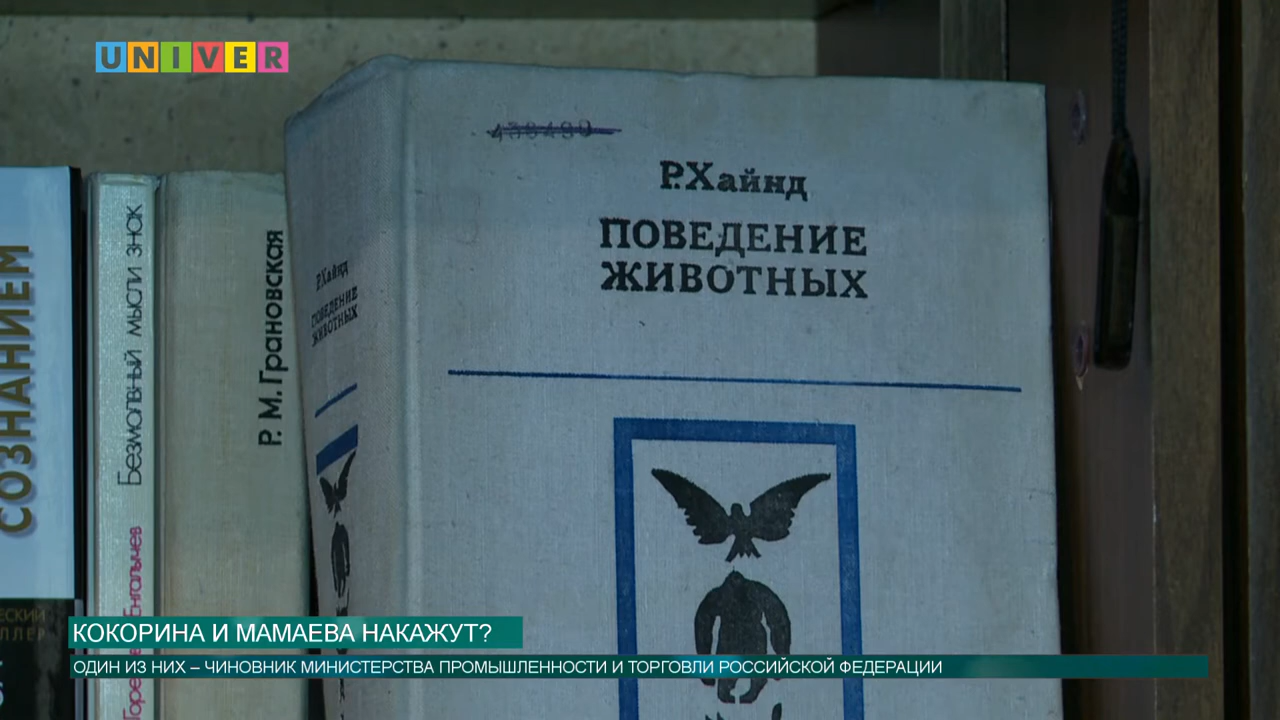 UNIVER
439490
Р.Хайнд
ПОВЕДЕНИЕ
ЖИВОТНЫХ
Р.Хайнд
ПОВЕДЕНИЕ
ЖИВОТНЫХ
СОЗНАНИЕМ
Безмолвный мысли знак
Р. М. Грановская
КОКОРИНА И МАМАЕВА НАКАЖУТ?
ОДИН ИЗ НИХ – ЧИНОВНИК МИНИСТЕРСТВА ПРОМЫШЛЕННОСТИ И ТОРГОВЛИ РОССИЙСКОЙ ФЕДЕРАЦИИ